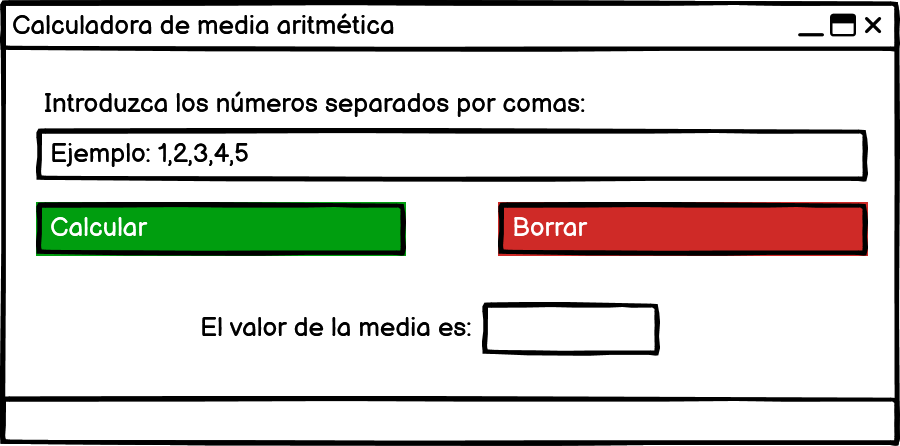 Calculadora de media aritmética
Introduzca los números separados por comas:
Ejemplo: 1,2,3,4,5
Calcular
Borrar
El valor de la media es: